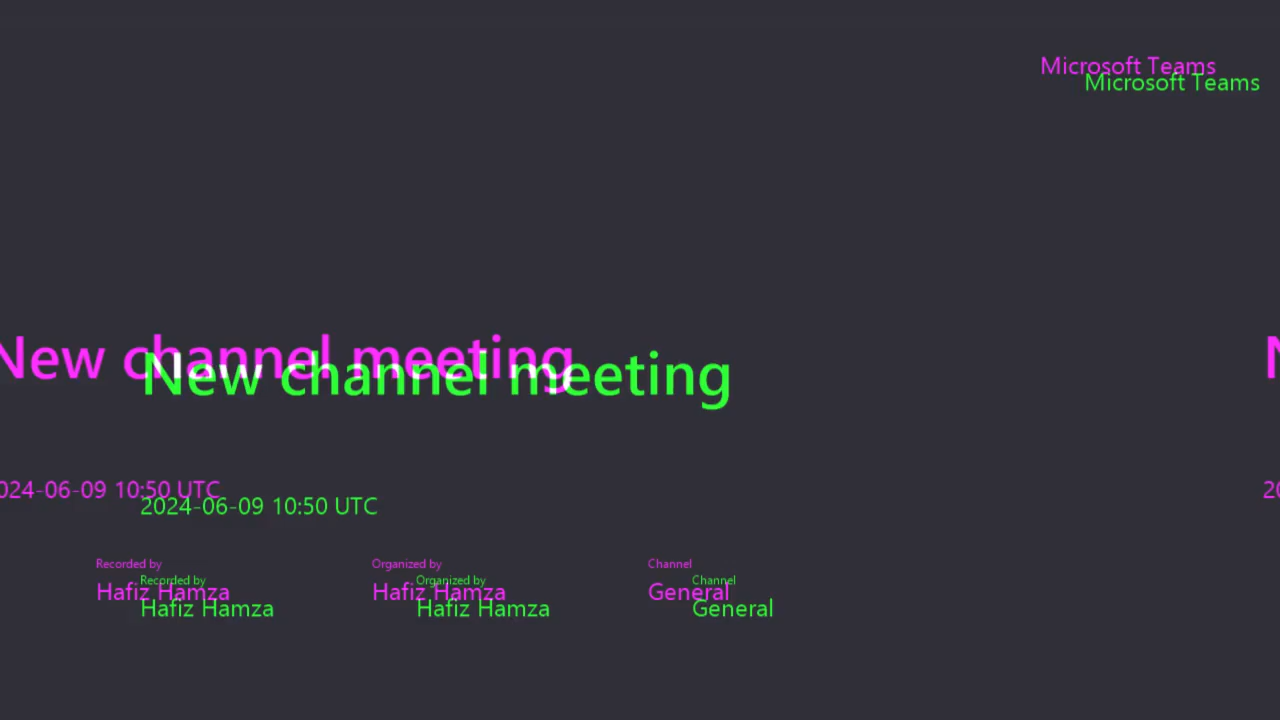 Microsoft Teams
Microsoft Teams
New channel meeting
New channel meeting
N
024-06-09 10:50 UTC
20
2024-06-09 10:50 UTC
Recorded by
Organized by
Channel
Recorded by
Organized by
Channel
Hafiz Hamza
Hafiz Hamza
General
Hafiz Hamza
Hafiz Hamza
General